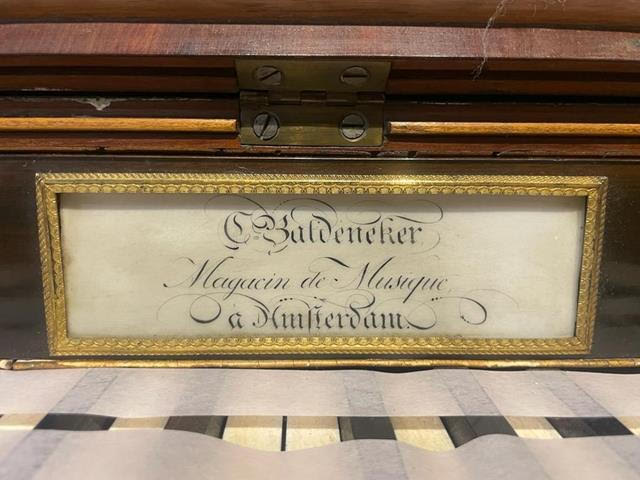 C. Baldeneker
Magacin de Musique
à Amsterdam.